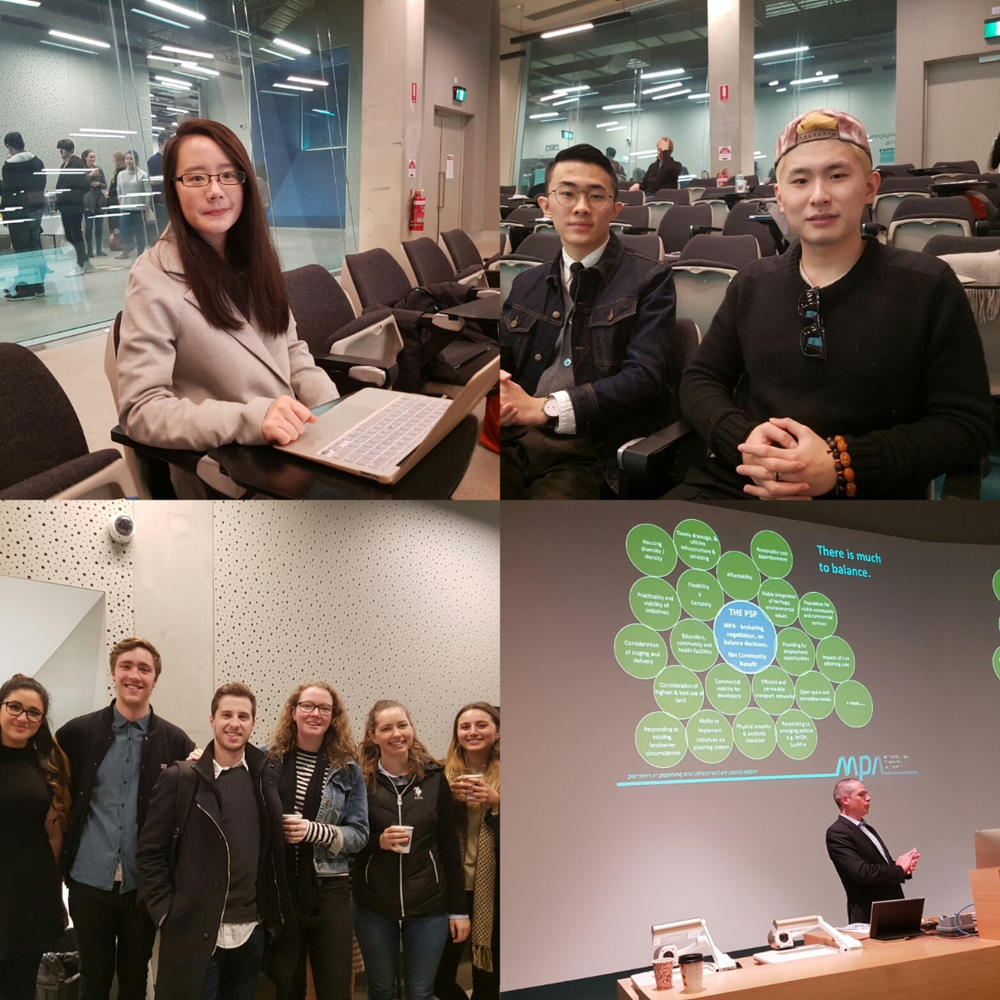 There is much
to balance.
Housing
diversity /
density
Timely drainage, &
utilities
infrastructure &
servicing
Reasonable cost
apportionment
Affordability
Practicality and
viability of
initiatives
Flexibility
V
Certainty
Viable integration
of heritage,
environmental
values
Population for
viable community
and commercial
services
THE PSP
MPA - brokering,
negotiation, on
balance decisions.
Net Community
Benefit
Consideration
of staging and
delivery
Education,
community and
health facilities
Providing for
employment
opportunities
Impacts of / on
adjoining uses
Consideration of
highest & best use of
land
Commercial
viability for
developers
Efficient and
permeable
transport networks
Open space and
recreation needs
+ more.....
Responding to
existing
landowner
circumstances
Ability to
implement
initiatives via
planning system
Physical amenity
& aesthetic
character
Responding to
emerging policies
e.g. IWCM,
bushfire
partners in planning and infrastructure coordination
MPA